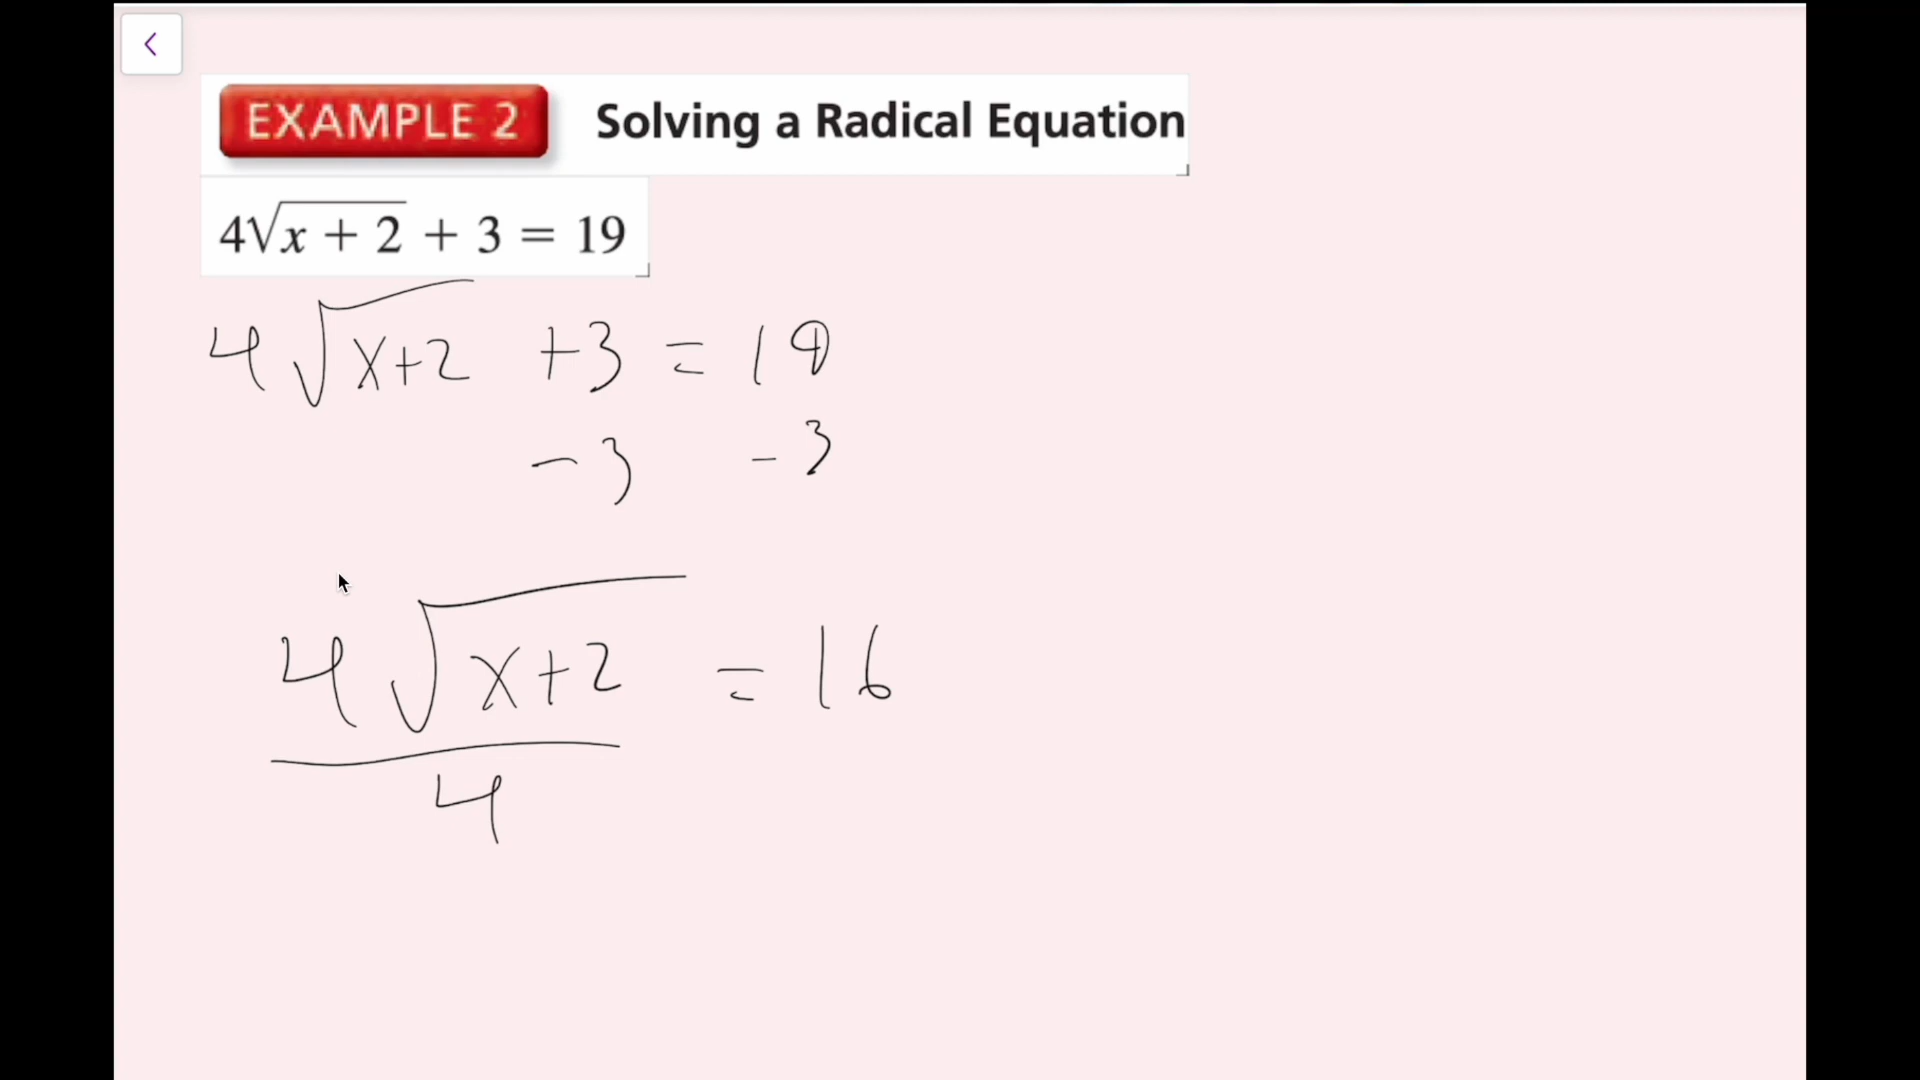 EXAMPLE 2 Solving a Radical Equation
4√x + 2 + 3 = 19
4√x+2 +3 = 19
-3 -3
4√x+2 = 16
4